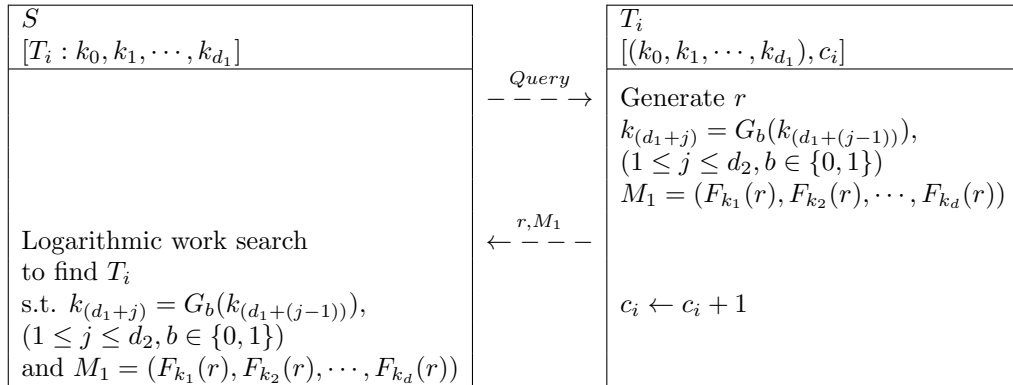 S
[T_i : k_0, k_1, ⋯, k_{d_1}]
Logarithmic work search
to find T_i
s.t. k_{(d_1+j)} = G_b(k_{(d_1+(j−1))}),
(1 ≤ j ≤ d_2, b ∈ {0, 1})
and M_1 = (F_{k_1}(r), F_{k_2}(r), ⋯, F_{k_d}(r))
Query
r,M_1
T_i
[(k_0, k_1, ⋯, k_{d_1}), c_i]
Generate r
k_{(d_1+j)} = G_b(k_{(d_1+(j−1))}),
(1 ≤ j ≤ d_2, b ∈ {0, 1})
M_1 = (F_{k_1}(r), F_{k_2}(r), ⋯, F_{k_d}(r))
c_i ← c_i + 1